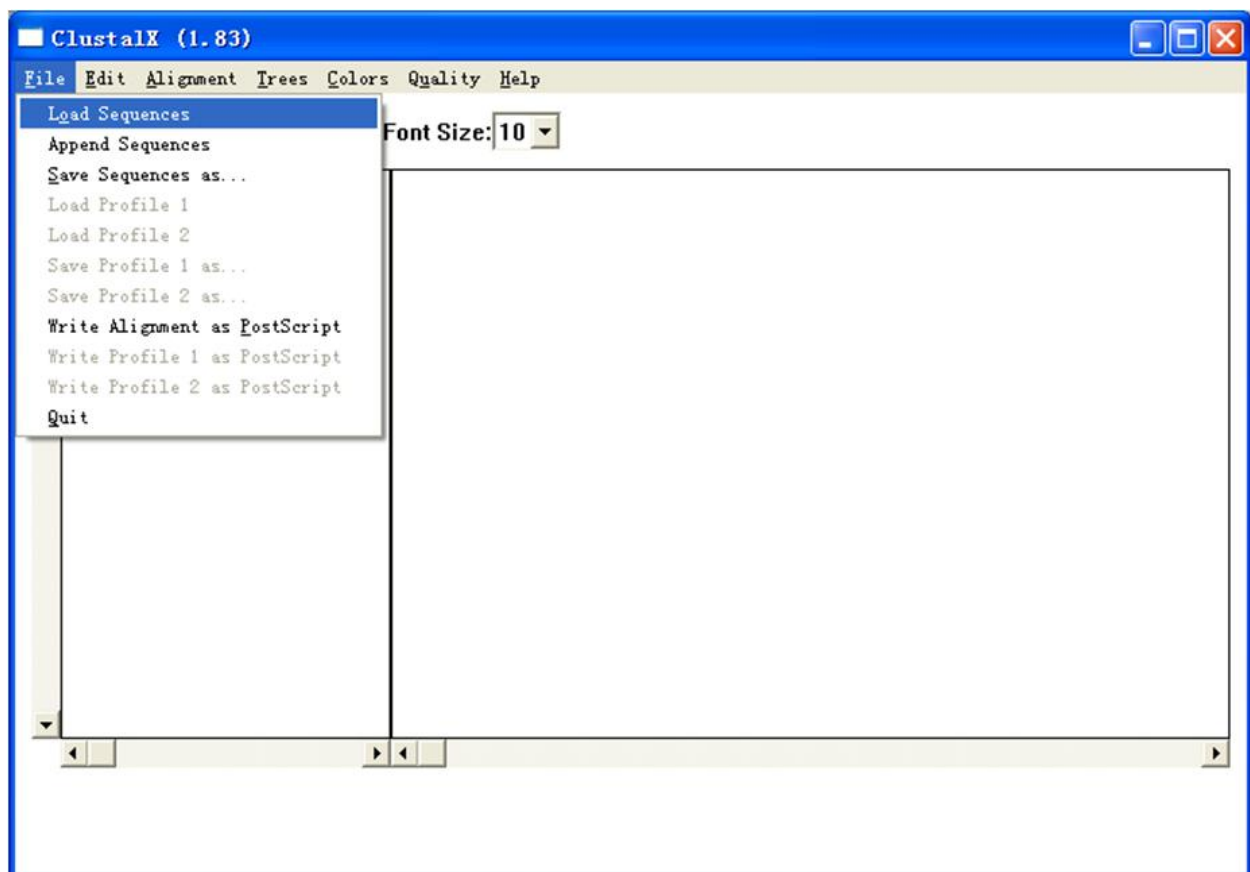 ClustalX (1.83)
File Edit Alignment Trees Colors Quality Help
Load Sequences
Font Size: 10
Append Sequences
Save Sequences as...
Load Profile 1
Load Profile 2
Save Profile 1 as...
Save Profile 2 as...
Write Alignment as PostScript
Write Profile 1 as PostScript
Write Profile 2 as PostScript
Quit